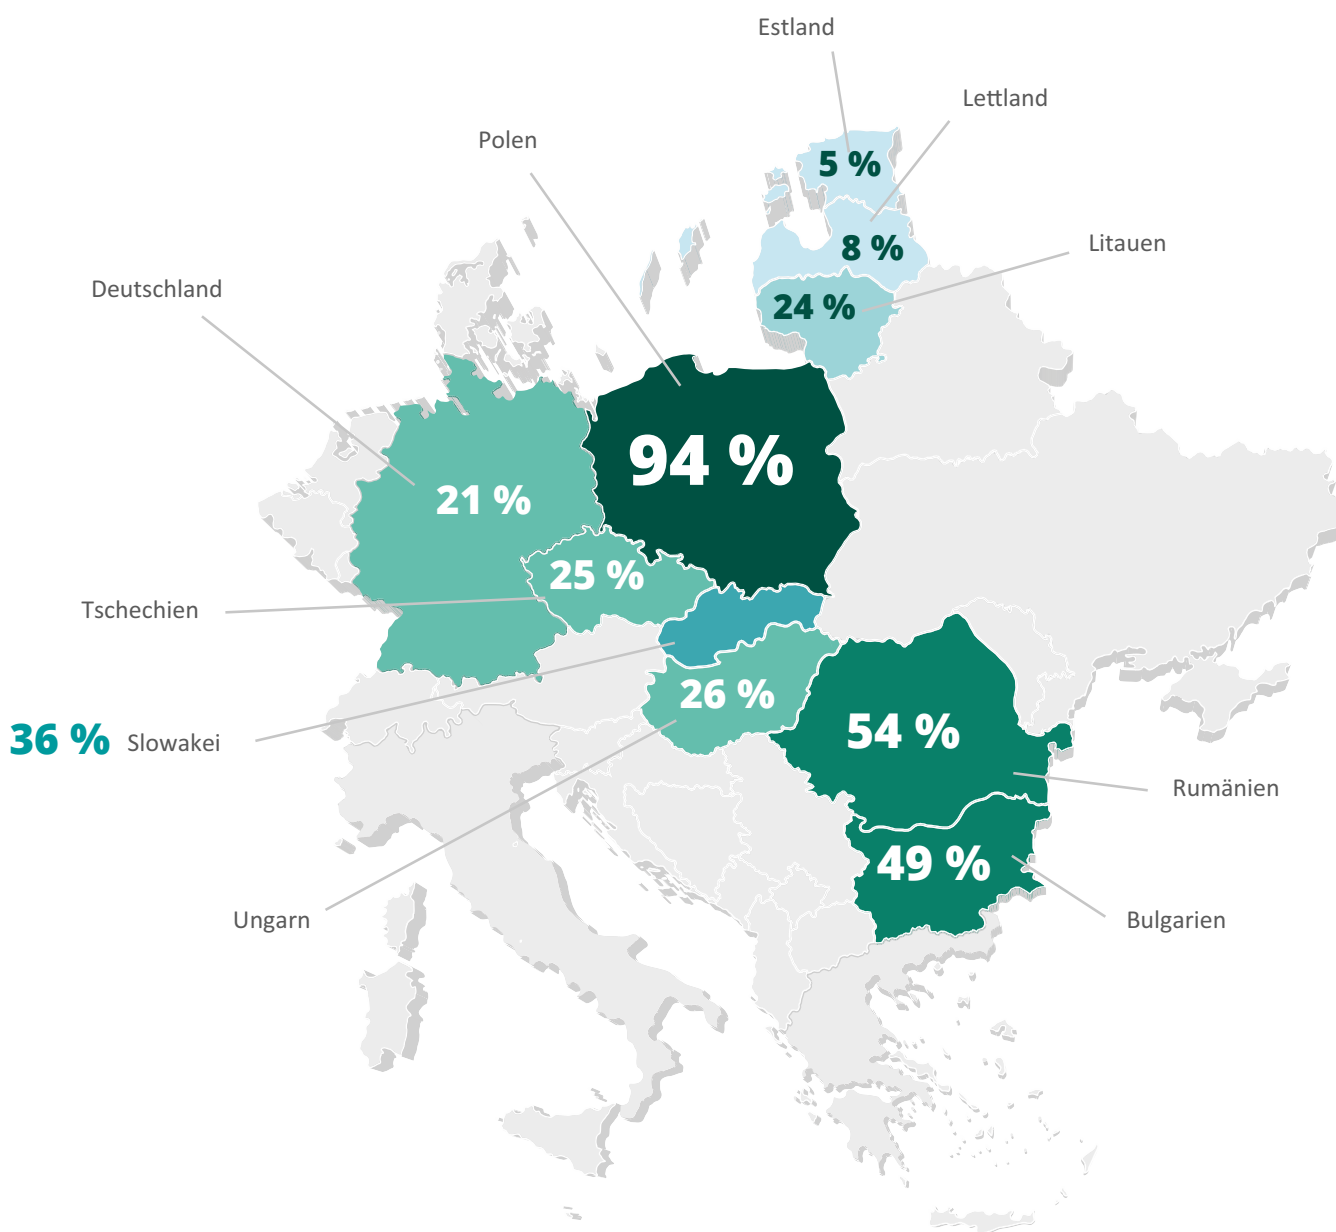 Estland
Lettland
Polen
5 %
Litauen
8 %
Deutschland
24 %
94 %
21 %
25 %
Tschechien
26 %
36 % Slowakei
54 %
Rumänien
49 %
Ungarn
Bulgarien